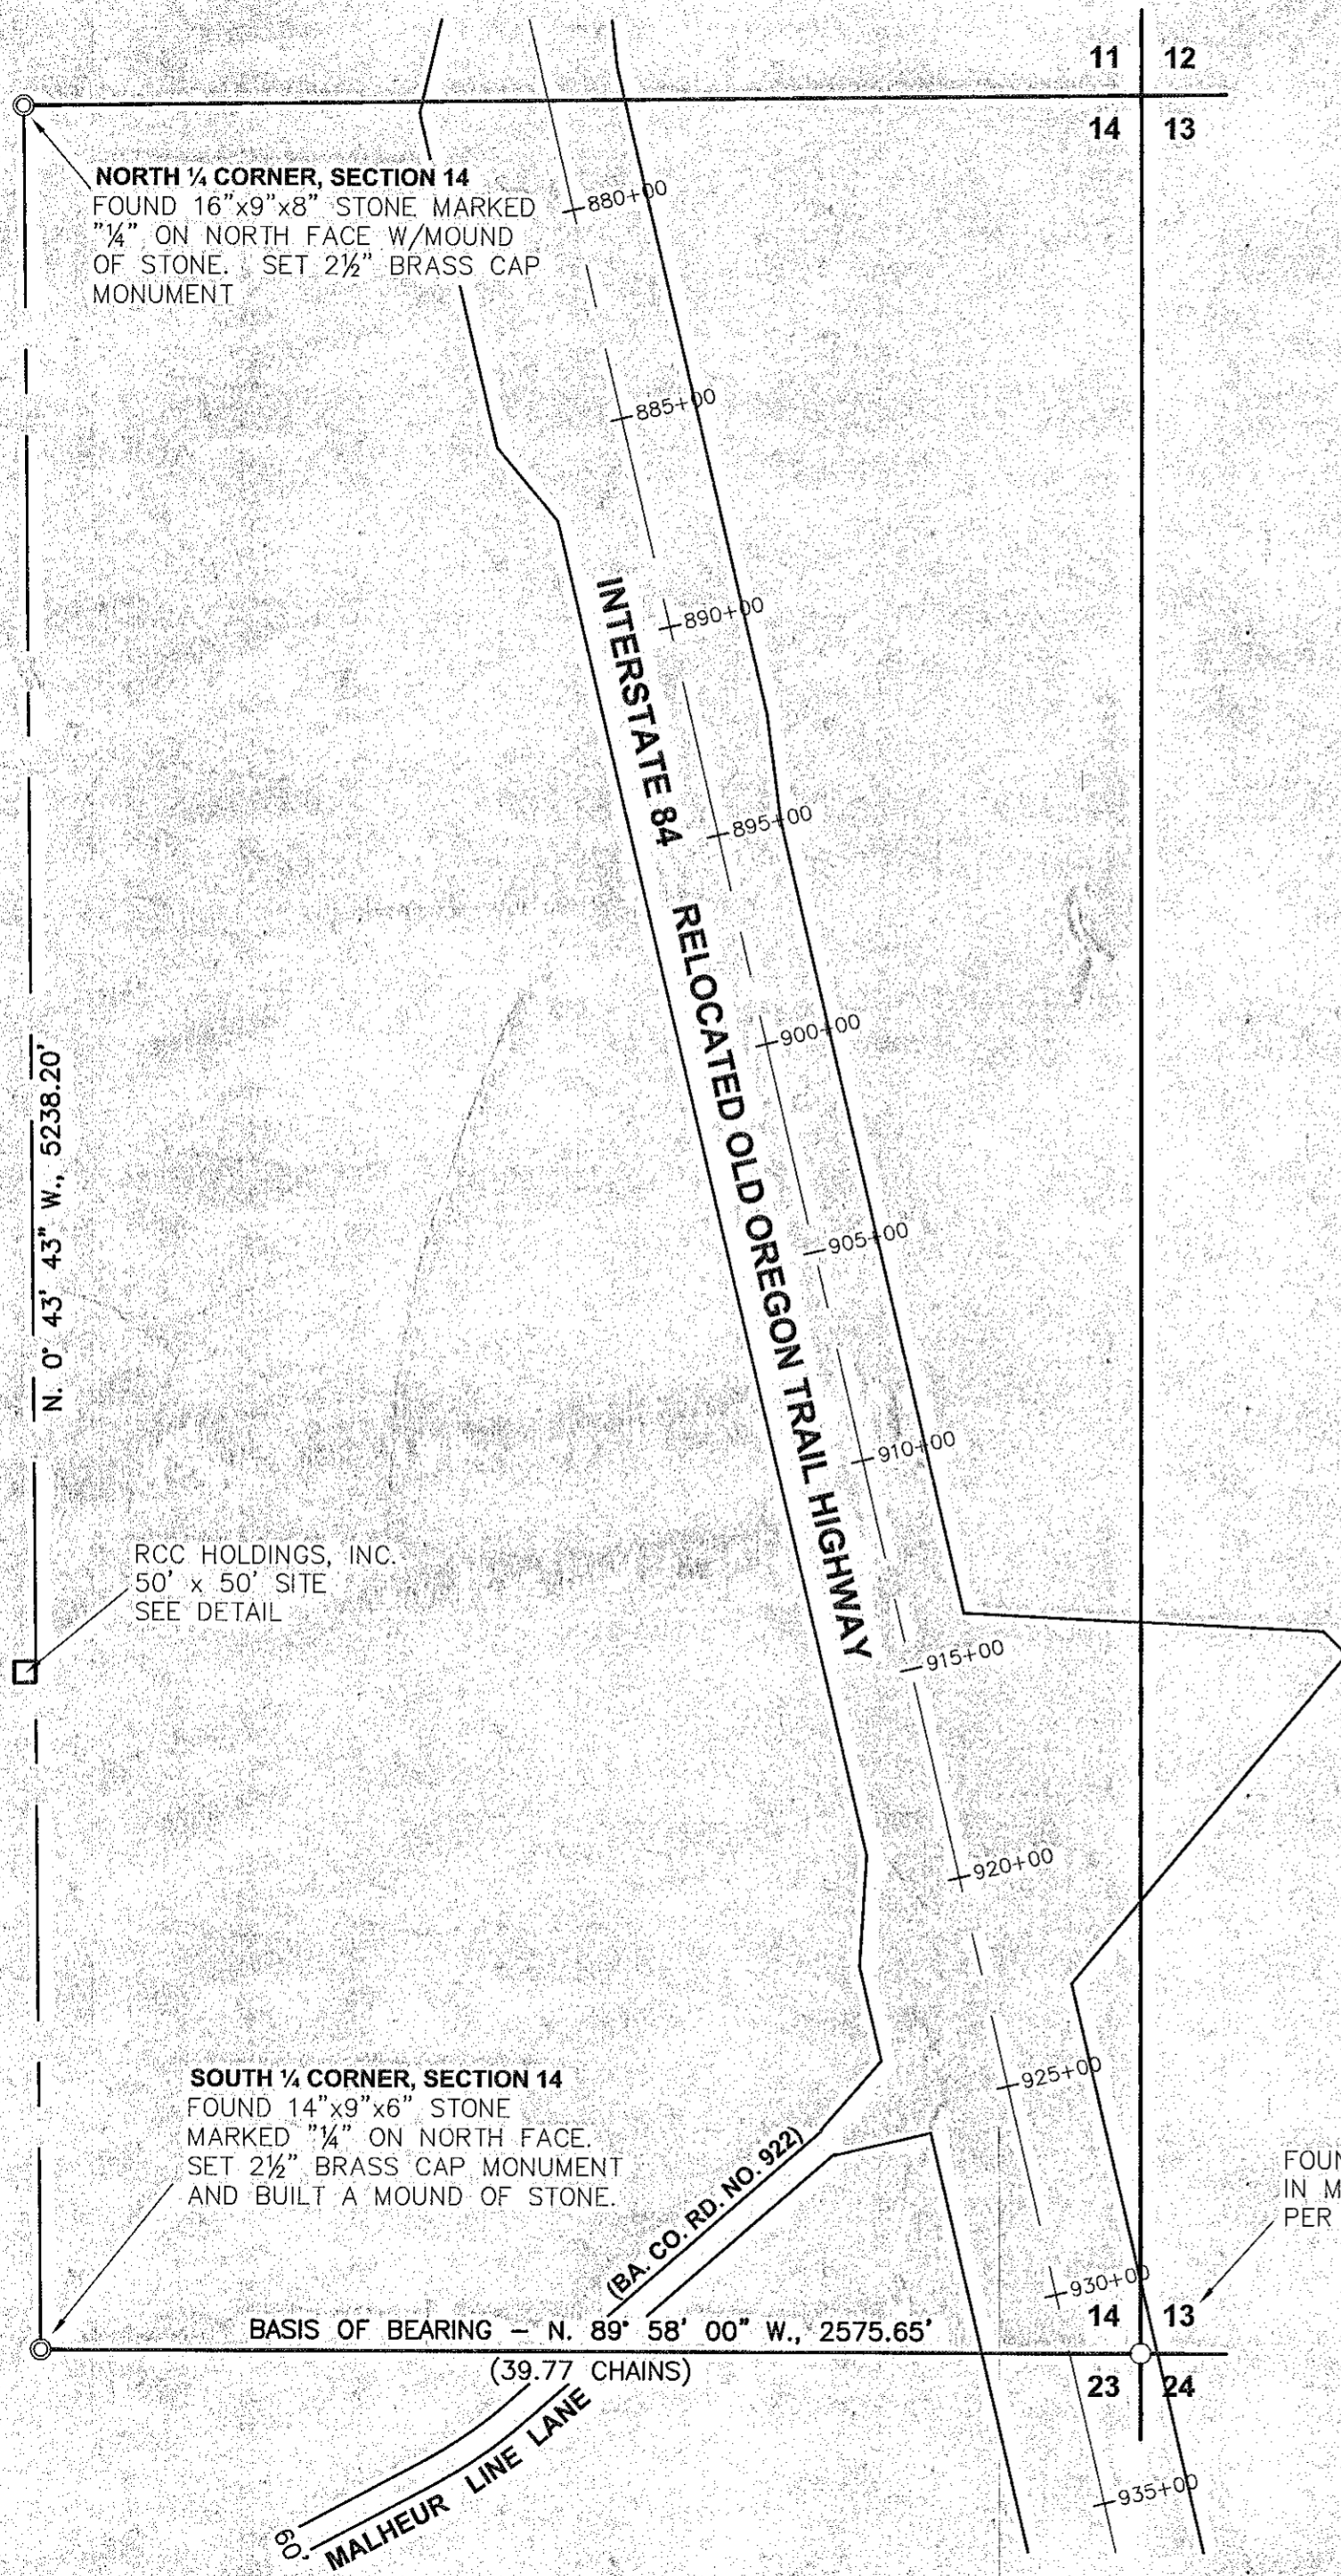 11 12
14 13
NORTH ¼ CORNER, SECTION 14
FOUND 16"x9"x8" STONE MARKED
"¼" ON NORTH FACE W/MOUND
OF STONE. SET 2½" BRASS CAP
MONUMENT
880+00
885+00
890+00
INTERSTATE 84
895+00
RELOCATED OLD OREGON TRAIL HIGHWAY
900+00
905+00
910+00
N. 0° 43' 43" W., 5238.20'
RCC HOLDINGS, INC.
50' x 50' SITE
SEE DETAIL
915+00
920+00
925+00
SOUTH ¼ CORNER, SECTION 14
FOUND 14"x9"x6" STONE
MARKED "¼" ON NORTH FACE.
SET 2½" BRASS CAP MONUMENT
AND BUILT A MOUND OF STONE.
(BA. CO. RD. NO. 922)
FOUN
IN M
PER
930+00
14 13
BASIS OF BEARING – N. 89° 58' 00" W., 2575.65'
(39.77 CHAINS)
23 24
MALHEUR LINE LANE
60'
935+00